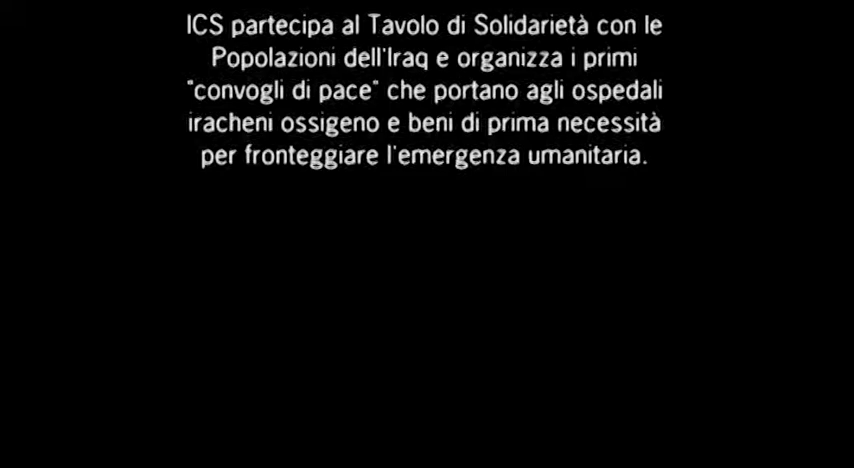 ICS partecipa al Tavolo di Solidarietà con le
Popolazioni dell'Iraq e organizza i primi
"convogli di pace" che portano agli ospedali
iracheni ossigeno e beni di prima necessità
per fronteggiare l'emergenza umanitaria.